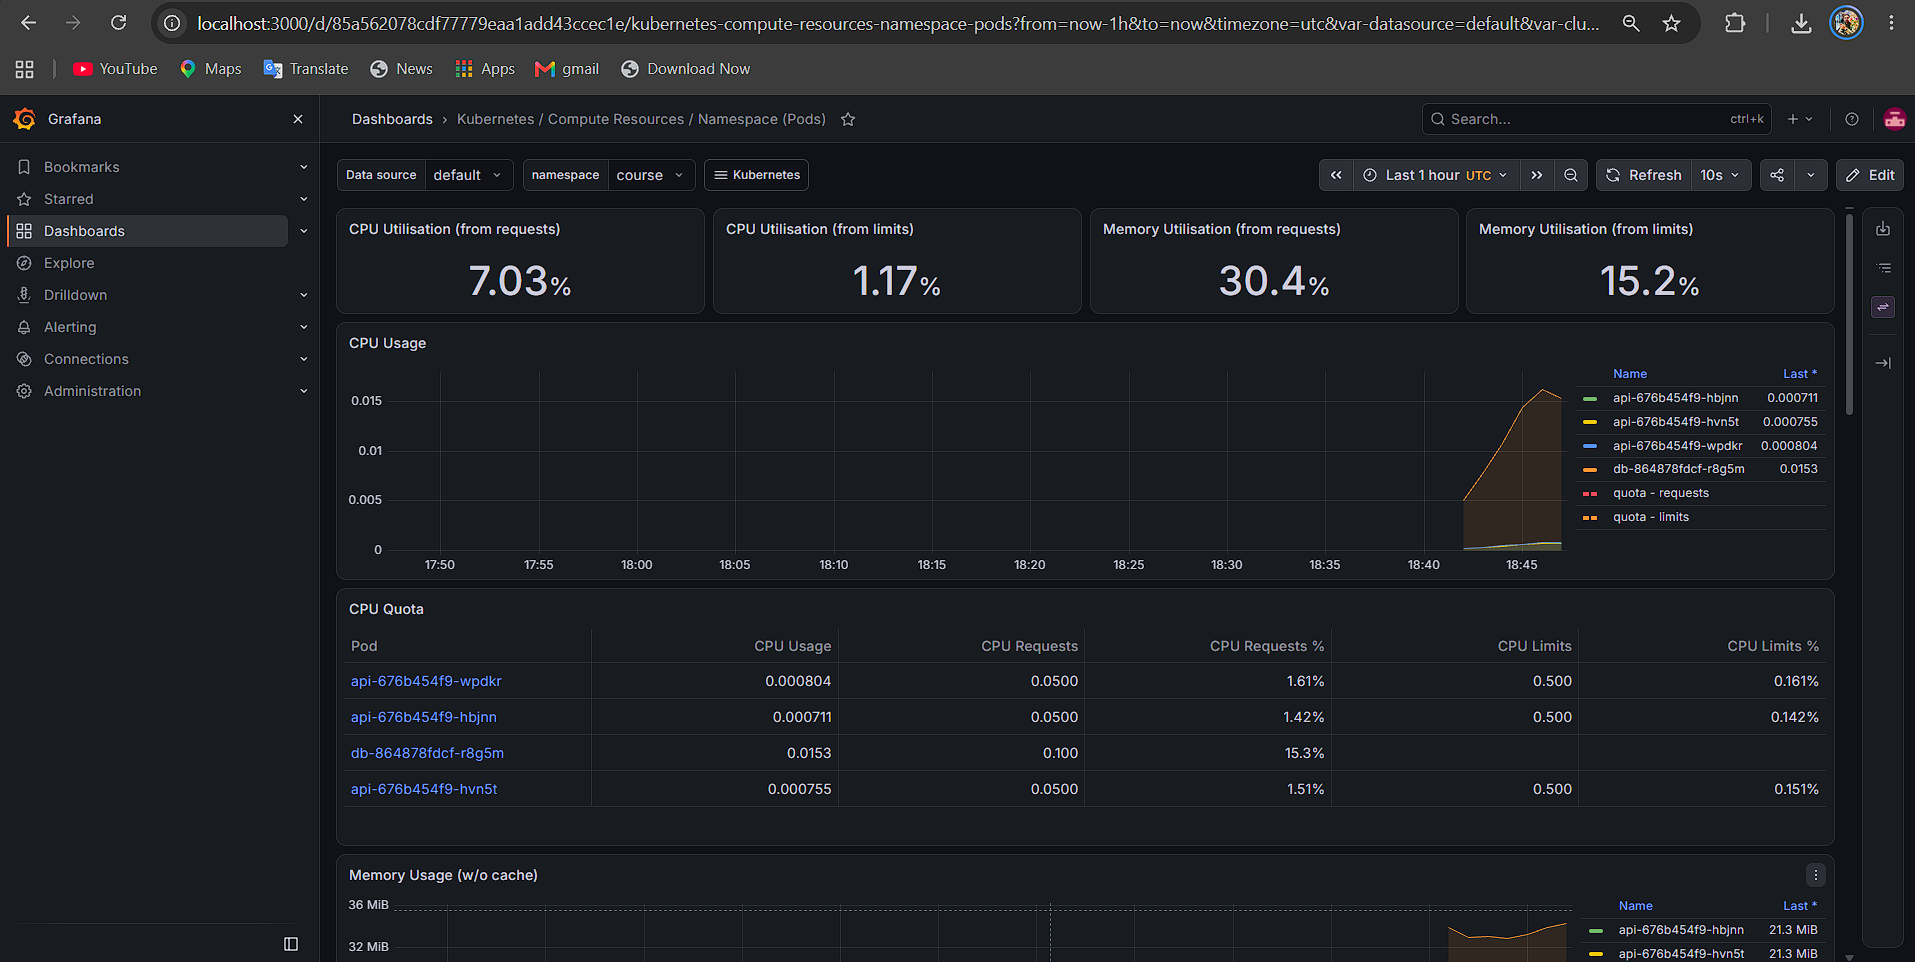 localhost:3000/d/85a562078cdf77779eaa1add43ccec1e/kubernetes-compute-resources-namespace-pods?from=now-1h&to=now&timezone=utc&var-datasource=default&var-clu...
YouTube Maps Translate News Apps gmail Download Now
Grafana
Dashboards › Kubernetes / Compute Resources / Namespace (Pods)
Search... ctrl+k
Bookmarks
Starred
Dashboards
Explore
Drilldown
Alerting
Connections
Administration
Data source default namespace course Kubernetes
Last 1 hour UTC Refresh 10s Edit
CPU Utilisation (from requests)
7.03%
CPU Utilisation (from limits)
1.17%
Memory Utilisation (from requests)
30.4%
Memory Utilisation (from limits)
15.2%
CPU Usage
0.015
0.01
0.005
0
17:50 17:55 18:00 18:05 18:10 18:15 18:20 18:25 18:30 18:35 18:40 18:45
Name Last *
api-676b454f9-hbjnn 0.000711
api-676b454f9-hvn5t 0.000755
api-676b454f9-wpdkr 0.000804
db-864878fdcf-r8g5m 0.0153
quota - requests
quota - limits
CPU Quota
Pod CPU Usage CPU Requests CPU Requests % CPU Limits CPU Limits %
api-676b454f9-wpdkr 0.000804 0.0500 1.61% 0.500 0.161%
api-676b454f9-hbjnn 0.000711 0.0500 1.42% 0.500 0.142%
db-864878fdcf-r8g5m 0.0153 0.100 15.3%
api-676b454f9-hvn5t 0.000755 0.0500 1.51% 0.500 0.151%
Memory Usage (w/o cache)
36 MiB
32 MiB
Name Last *
api-676b454f9-hbjnn 21.3 MiB
api-676b454f9-hvn5t 21.3 MiB